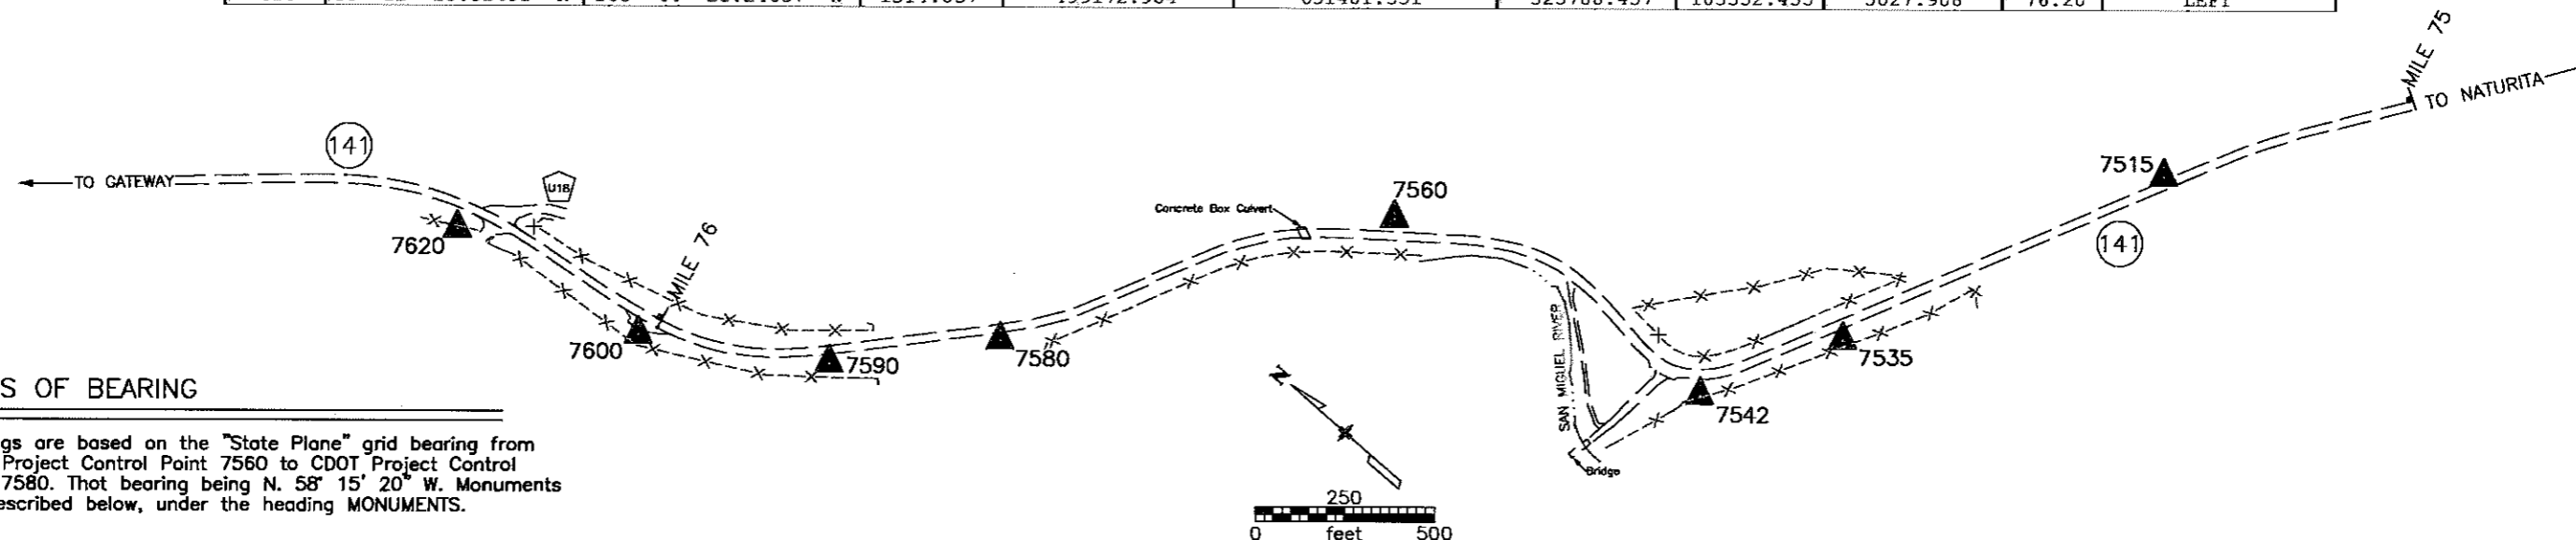 LEFT
MILE 75
TO NATURITA
141
TO GATEWAY
U18
7515
7560
Concrete Box Culvert
7620
MILE 76
141
7600
7590
7580
SAN MIGUEL RIVER
7535
7542
N
Bridge
S OF BEARING
gs are based on the "State Plane" grid bearing from
Project Control Point 7560 to CDOT Project Control
7580. That bearing being N. 58° 15' 20" W. Monuments
escribed below, under the heading MONUMENTS.
250
0 feet 500